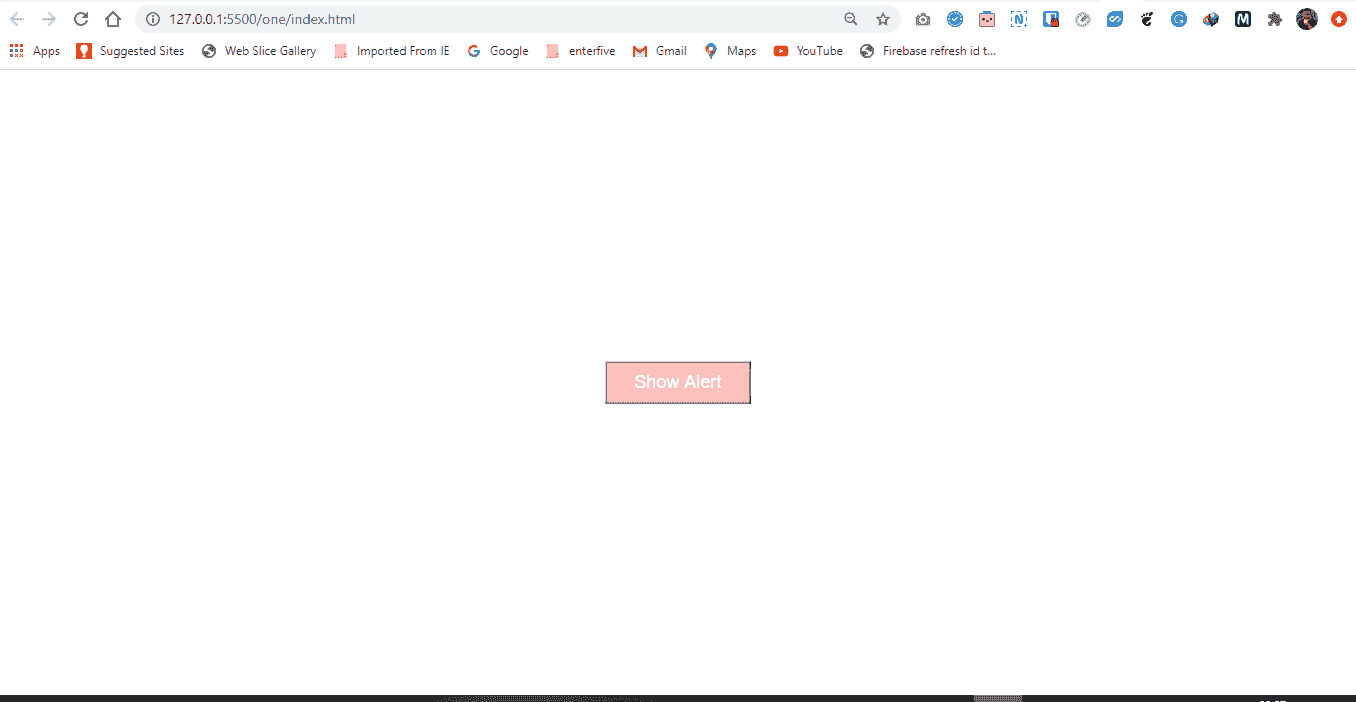 127.0.0.1:5500/one/index.html
Apps Suggested Sites Web Slice Gallery Imported From IE Google enterfive Gmail Maps YouTube Firebase refresh id t...
Show Alert